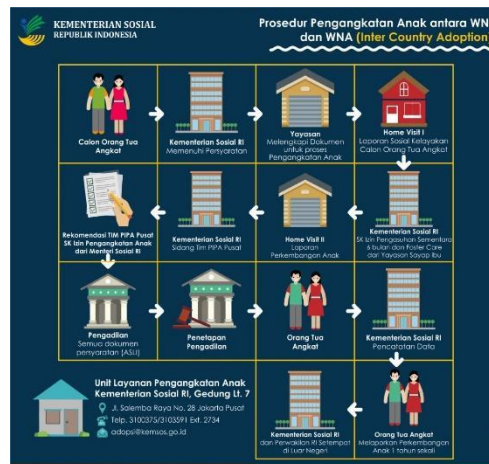 KEMENTERIAN SOSIAL
REPUBLIK INDONESIA
Prosedur Pengangkatan Anak antara WN
dan WNA (Inter Country Adoption
Calon Orang Tua
Angkat
Kementerian Sosial RI
Memenuhi Persyaratan
Yayasan
Melengkapi Dokumen
untuk proses
Pengangkatan Anak
Home Visit I
Laporan Sosial Kelayakan
Calon Orang Tua Angkat
Kementerian Sosial RI
SK Izin Pengasuhan Sementara
6 bulan dan Foster Care
dari Yayasan Sayap Ibu
Home Visit II
Laporan
Perkembangan Anak
Kementerian Sosial RI
Sidang Tim PIPA Pusat
Rekomendasi TIM PIPA Pusat
SK Izin Pengangkatan Anak
dari Menteri Sosial RI
Pengadilan
Semua dokumen
persyaratan (ASLI)
Penetapan
Pengadilan
Orang Tua
Angkat
Kementerian Sosial RI
Pencatatan Data
Orang Tua Angkat
Melaporkan Perkembangan
Anak 1 tahun sekali
Kementerian Sosial RI
dan Perwakilan RI Setempat
di Luar Negeri
Unit Layanan Pengangkatan Anak
Kementerian Sosial RI, Gedung Lt. 7
Jl. Salemba Raya No. 28 Jakarta Pusat
Telp. 3100375/3103591 Ext. 2734
adopsi@kemsos.go.id